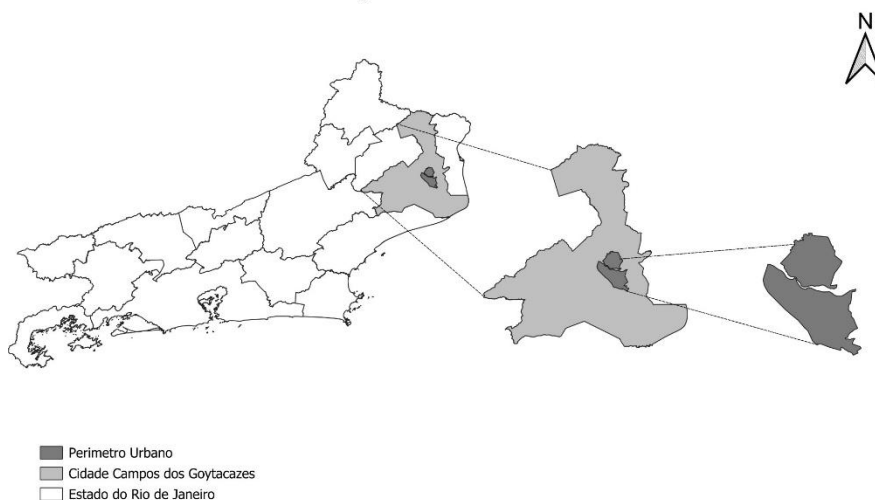 N
Perimetro Urbano
Cidade Campos dos Goytacazes
Estado do Rio de Janeiro